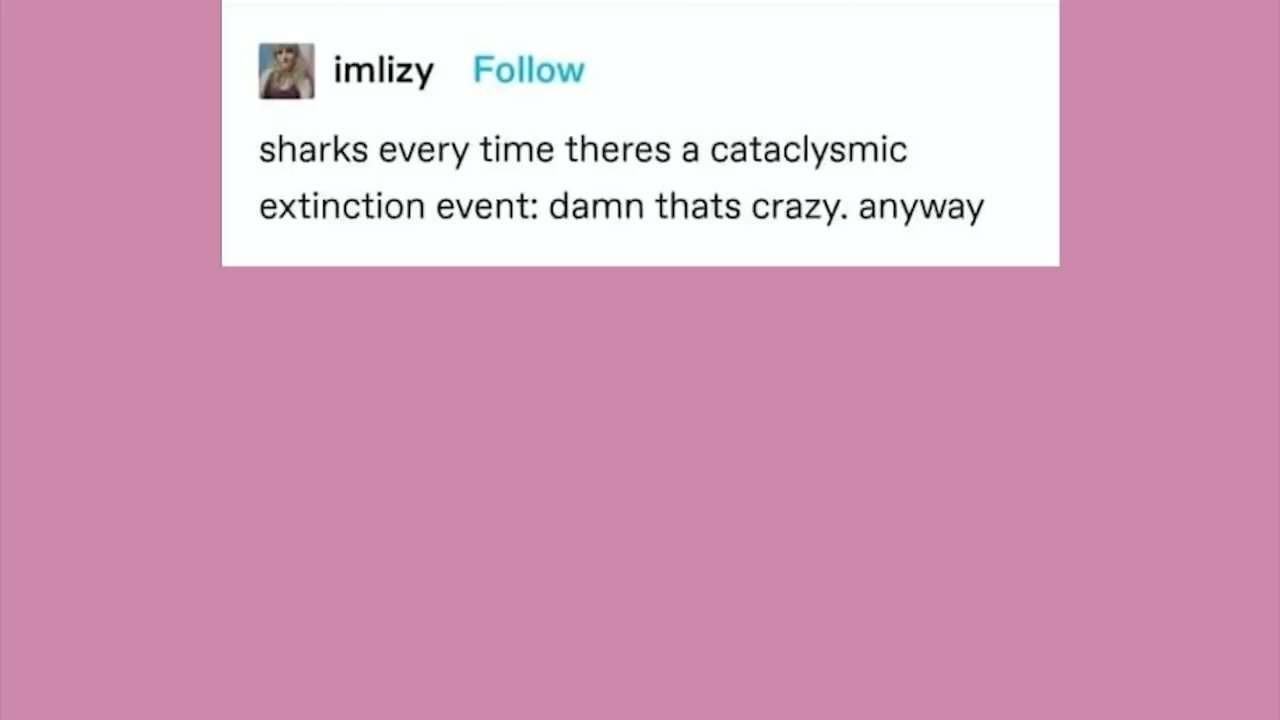 imlizy Follow
sharks every time theres a cataclysmic
extinction event: damn thats crazy. anyway